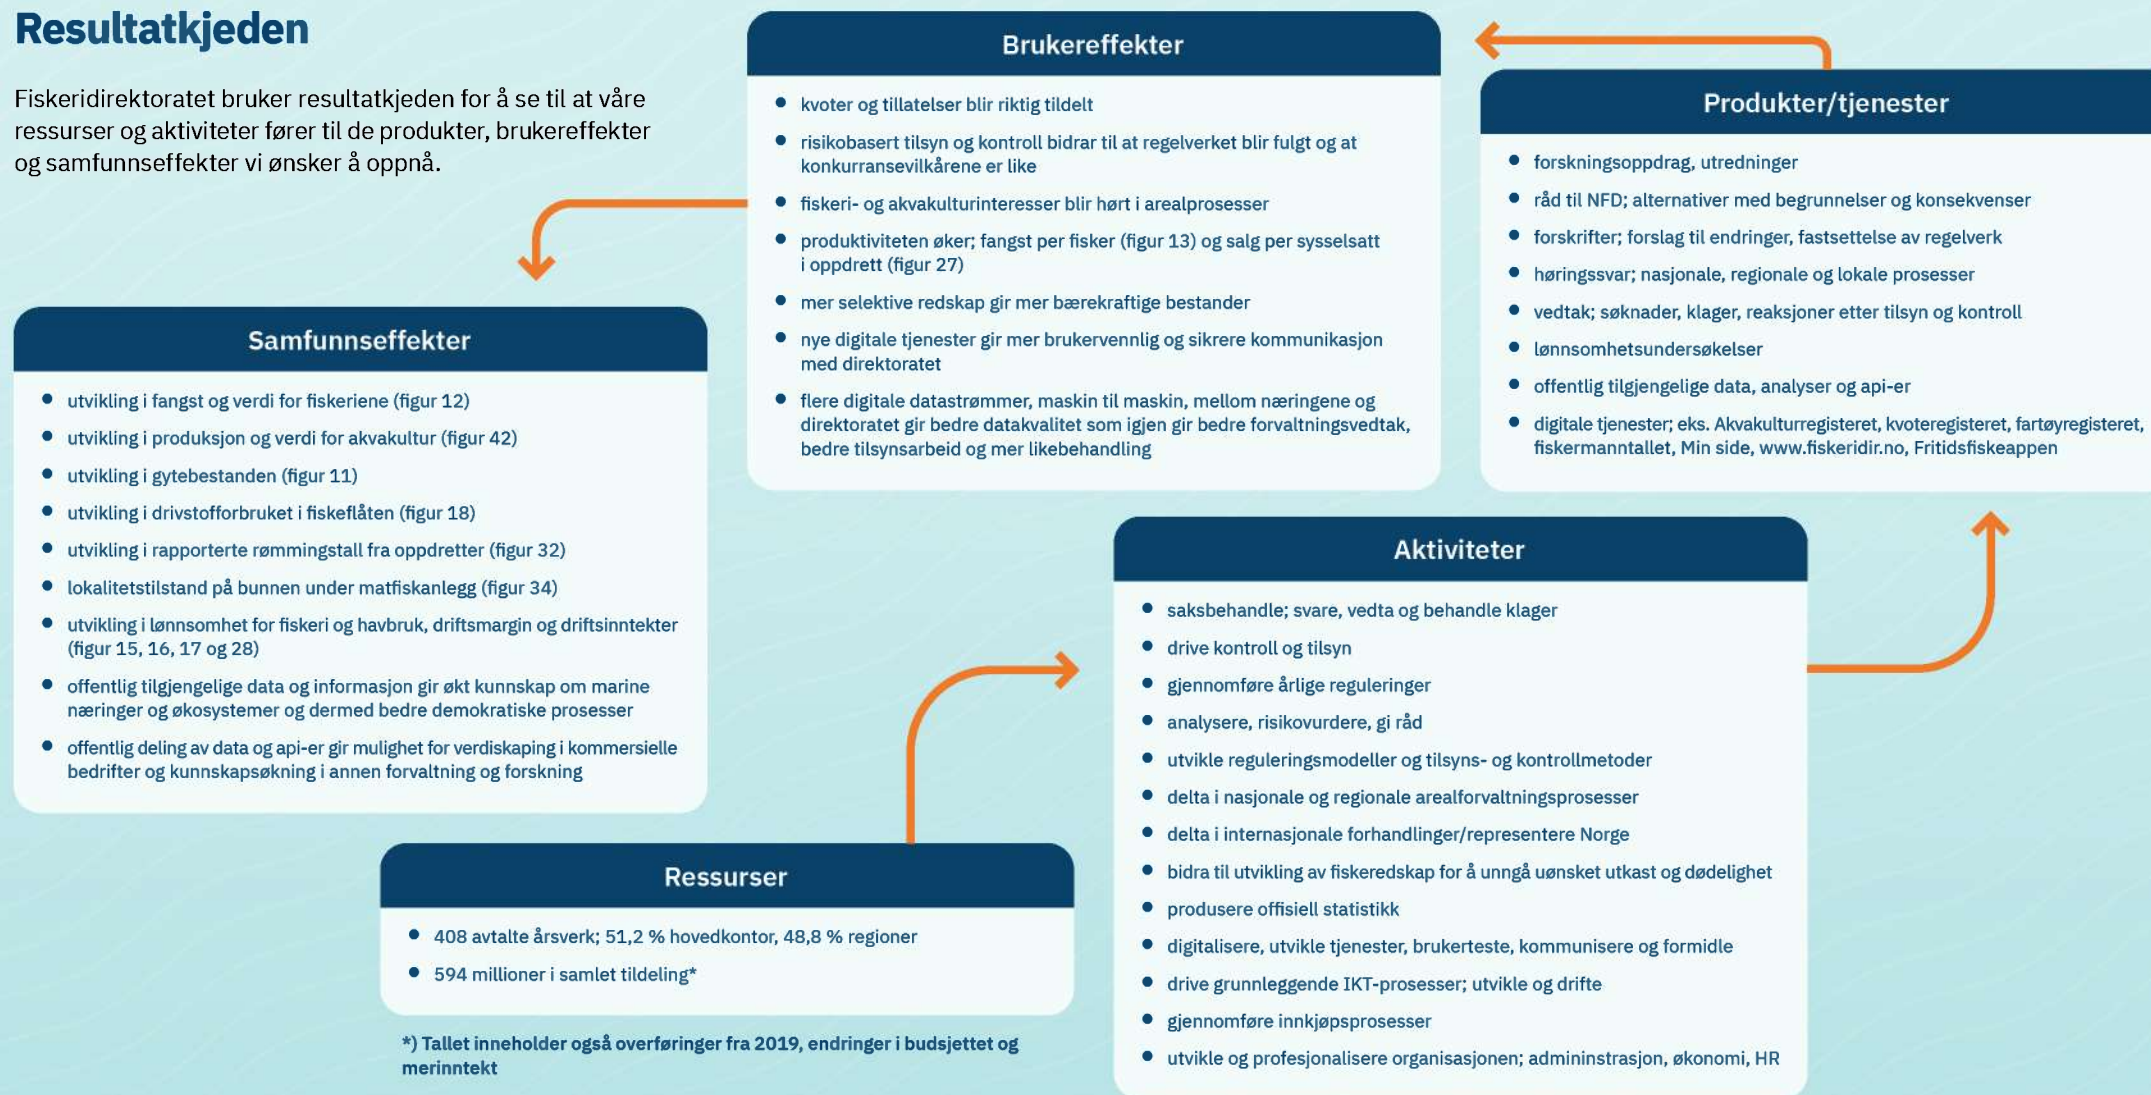 Resultatkjeden
Fiskeridirektoratet bruker resultatkjeden for å se til at våre
ressurser og aktiviteter fører til de produkter, brukereffekter
og samfunnseffekter vi ønsker å oppnå.
Brukereffekter
• kvoter og tillatelser blir riktig tildelt
• risikobasert tilsyn og kontroll bidrar til at regelverket blir fulgt og at
konkurransevilkårene er like
• fiskeri- og akvakulturinteresser blir hørt i arealprosesser
• produktiviteten øker; fangst per fisker (figur 13) og salg per sysselsatt
i oppdrett (figur 27)
• mer selektive redskap gir mer bærekraftige bestander
• nye digitale tjenester gir mer brukervennlig og sikrere kommunikasjon
med direktoratet
• flere digitale datastrømmer, maskin til maskin, mellom næringene og
direktoratet gir bedre datakvalitet som igjen gir bedre forvaltningsvedtak,
bedre tilsynsarbeid og mer likebehandling
Produkter/tjenester
• forskningsoppdrag, utredninger
• råd til NFD; alternativer med begrunnelser og konsekvenser
• forskrifter; forslag til endringer, fastsettelse av regelverk
• høringssvar; nasjonale, regionale og lokale prosesser
• vedtak; søknader, klager, reaksjoner etter tilsyn og kontroll
• lønnsomhetsundersøkelser
• offentlig tilgjengelige data, analyser og api-er
• digitale tjenester; eks. Akvakulturregisteret, kvoteregisteret, fartøyregisteret,
fiskermanntallet, Min side, www.fiskeridir.no, Fritidsfiskeappen
Samfunnseffekter
• utvikling i fangst og verdi for fiskeriene (figur 12)
• utvikling i produksjon og verdi for akvakultur (figur 42)
• utvikling i gytebestanden (figur 11)
• utvikling i drivstofforbruket i fiskeflåten (figur 18)
• utvikling i rapporterte rømmingstall fra oppdretter (figur 32)
• lokalitetstilstand på bunnen under matfiskanlegg (figur 34)
• utvikling i lønnsomhet for fiskeri og havbruk, driftsmargin og driftsinntekter
(figur 15, 16, 17 og 28)
• offentlig tilgjengelige data og informasjon gir økt kunnskap om marine
næringer og økosystemer og dermed bedre demokratiske prosesser
• offentlig deling av data og api-er gir mulighet for verdiskaping i kommersielle
bedrifter og kunnskapsøkning i annen forvaltning og forskning
Aktiviteter
• saksbehandle; svare, vedta og behandle klager
• drive kontroll og tilsyn
• gjennomføre årlige reguleringer
• analysere, risikovurdere, gi råd
• utvikle reguleringsmodeller og tilsyns- og kontrollmetoder
• delta i nasjonale og regionale arealforvaltningsprosesser
• delta i internasjonale forhandlinger/representere Norge
• bidra til utvikling av fiskeredskap for å unngå uønsket utkast og dødelighet
• produsere offisiell statistikk
• digitalisere, utvikle tjenester, brukerteste, kommunisere og formidle
• drive grunnleggende IKT-prosesser; utvikle og drifte
• gjennomføre innkjøpsprosesser
• utvikle og profesjonalisere organisasjonen; admininstrasjon, økonomi, HR
Ressurser
• 408 avtalte årsverk; 51,2 % hovedkontor, 48,8 % regioner
• 594 millioner i samlet tildeling*
*) Tallet inneholder også overføringer fra 2019, endringer i budsjettet og
merinntekt